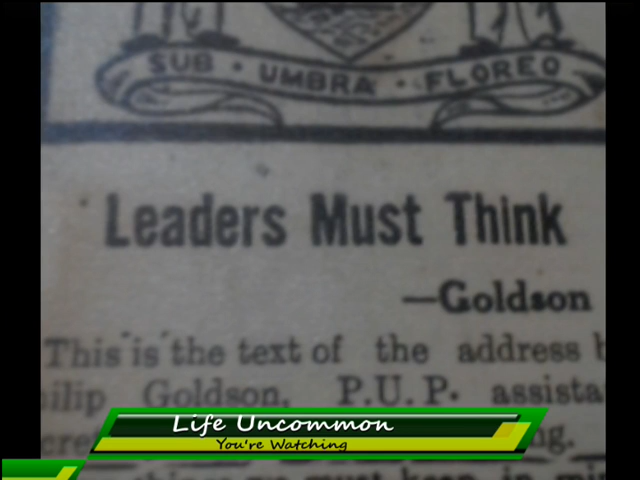 SUB • UMBRA • FLOREO
Leaders Must Think
—Goldson
This is the text of the address
Philip Goldson, P.U.P. assista
Life Uncommon
You're Watching